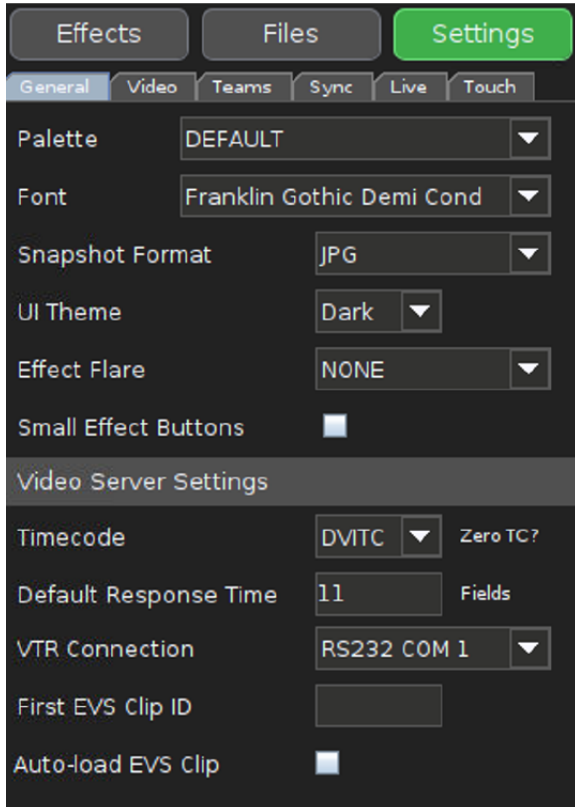 Effects Files Settings
General Video Teams Sync Live Touch
Palette DEFAULT
Font Franklin Gothic Demi Cond
Snapshot Format JPG
UI Theme Dark
Effect Flare NONE
Small Effect Buttons
Video Server Settings
Timecode DVITC Zero TC?
Default Response Time 11 Fields
VTR Connection RS232 COM 1
First EVS Clip ID
Auto-load EVS Clip